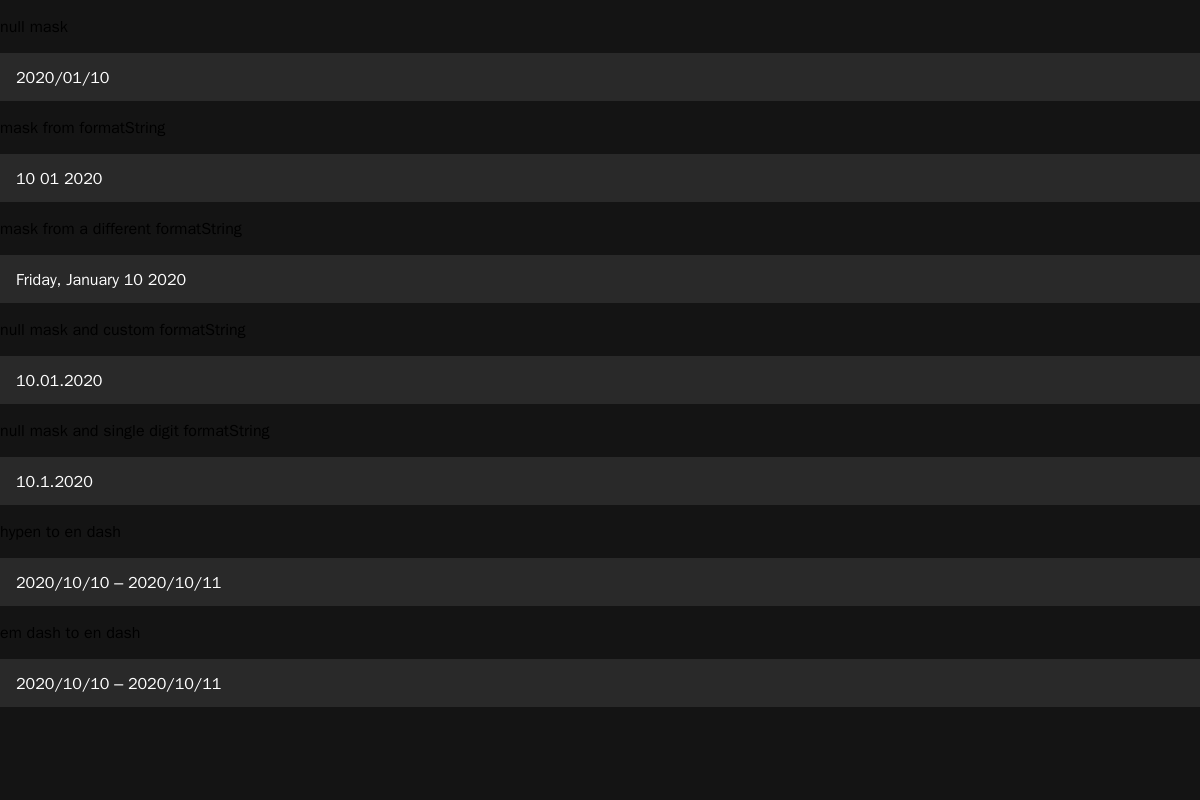 null mask
2020/01/10
mask from formatString
10 01 2020
mask from a different formatString
Friday, January 10 2020
null mask and custom formatString
10.01.2020
null mask and single digit formatString
10.1.2020
hypen to en dash
2020/10/10 – 2020/10/11
em dash to en dash
2020/10/10 – 2020/10/11